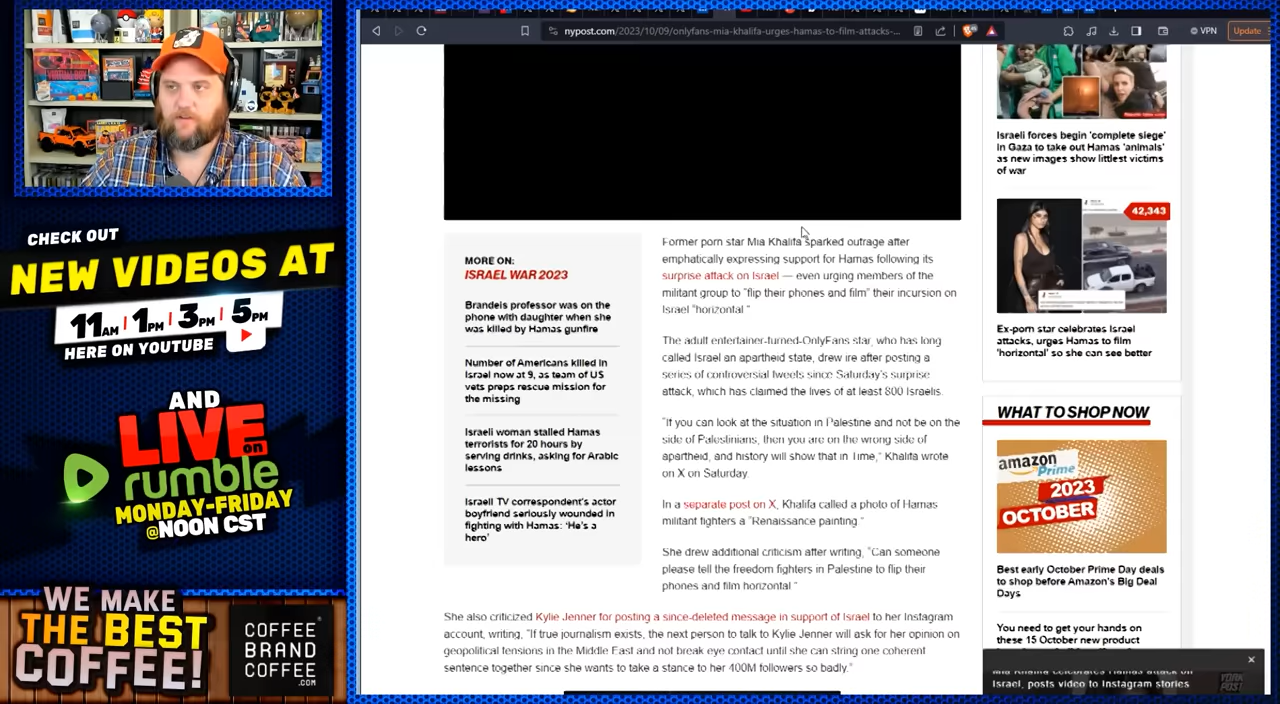 nypost.com/2023/10/09/onlyfans-mia-khalifa-urges-hamas-to-film-attacks-...
VPN
Update
CHECK OUT
NEW VIDEOS AT
11AM | 1PM | 3PM | 5PM
HERE ON YOUTUBE
AND
LIVE on
rumble
MONDAY-FRIDAY
@NOON CST
WE MAKE
THE BEST
COFFEE!
COFFEE
BRAND
COFFEE
.COM
MORE ON:
ISRAEL WAR 2023
Brandeis professor was on the
phone with daughter when she
was killed by Hamas gunfire
Number of Americans killed in
Israel now at 9, as team of US
vets preps rescue mission for
the missing
Israeli woman stalled Hamas
terrorists for 20 hours by
serving drinks, asking for Arabic
lessons
Israeli TV correspondent's actor
boyfriend seriously wounded in
fighting with Hamas: 'He's a
hero'
Former porn star Mia Khalifa sparked outrage after
emphatically expressing support for Hamas following its
surprise attack on Israel — even urging members of the
militant group to "flip their phones and film" their incursion on
Israel "horizontal."
The adult entertainer-turned-OnlyFans star, who has long
called Israel an apartheid state, drew ire after posting a
series of controversial tweets since Saturday's surprise
attack, which has claimed the lives of at least 800 Israelis.
"If you can look at the situation in Palestine and not be on the
side of Palestinians, then you are on the wrong side of
apartheid, and history will show that in Time," Khalifa wrote
on X on Saturday.
In a separate post on X, Khalifa called a photo of Hamas
militant fighters a "Renaissance painting."
She drew additional criticism after writing, "Can someone
please tell the freedom fighters in Palestine to flip their
phones and film horizontal."
She also criticized Kylie Jenner for posting a since-deleted message in support of Israel to her Instagram
account, writing, "If true journalism exists, the next person to talk to Kylie Jenner will ask for her opinion on
geopolitical tensions in the Middle East and not break eye contact until she can string one coherent
sentence together since she wants to take a stance to her 400M followers so badly."
Israeli forces begin 'complete siege'
in Gaza to take out Hamas 'animals'
as new images show littlest victims
of war
42,343
Ex-porn star celebrates Israel
attacks, urges Hamas to film
'horizontal' so she can see better
WHAT TO SHOP NOW
amazon
Prime
2023
OCTOBER
Best early October Prime Day deals
to shop before Amazon's Big Deal
Days
You need to get your hands on
these 15 October new product
Mia Khalifa celebrates Hamas attack on
Israel, posts video to Instagram stories